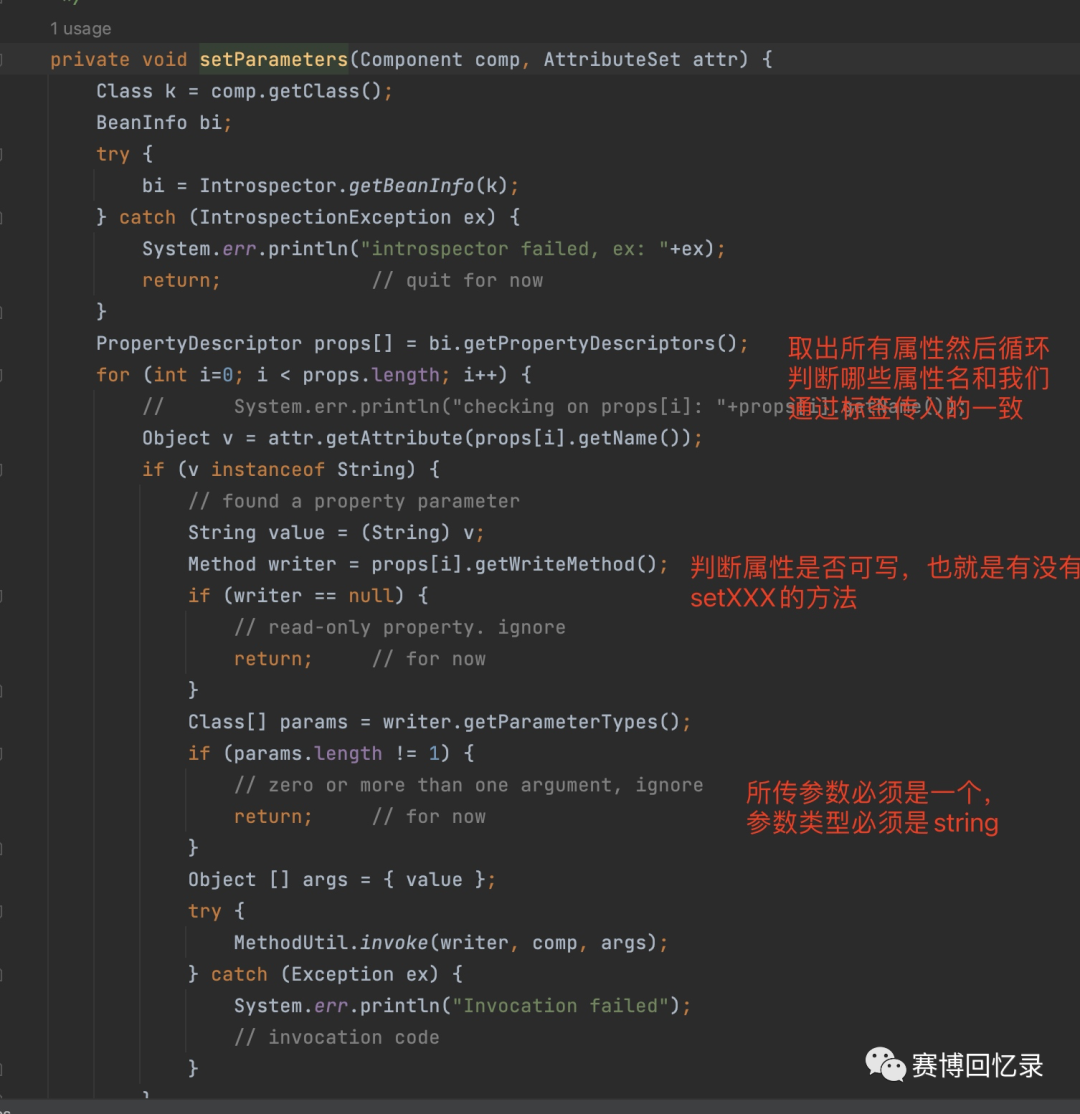 1 usage
private void setParameters(Component comp, AttributeSet attr) {
Class k = comp.getClass();
BeanInfo bi;
try {
bi = Introspector.getBeanInfo(k);
} catch (IntrospectionException ex) {
System.err.println("introspector failed, ex: "+ex);
return;             // quit for now
}
PropertyDescriptor props[] = bi.getPropertyDescriptors();
取出所有属性然后循环
for (int i=0; i < props.length; i++) {
判断哪些属性名和我们
//      System.err.println("checking on props[i]: "+props[i].getName());
通过标签传入的一致
Object v = attr.getAttribute(props[i].getName());
if (v instanceof String) {
// found a property parameter
String value = (String) v;
Method writer = props[i].getWriteMethod();
判断属性是否可写，也就是有没有
if (writer == null) {
setXXX的方法
// read-only property. ignore
return;     // for now
}
Class[] params = writer.getParameterTypes();
if (params.length != 1) {
// zero or more than one argument, ignore
所传参数必须是一个，
return;     // for now
参数类型必须是string
}
Object [] args = { value };
try {
MethodUtil.invoke(writer, comp, args);
} catch (Exception ex) {
System.err.println("Invocation failed");
// invocation code
}
赛博回忆录